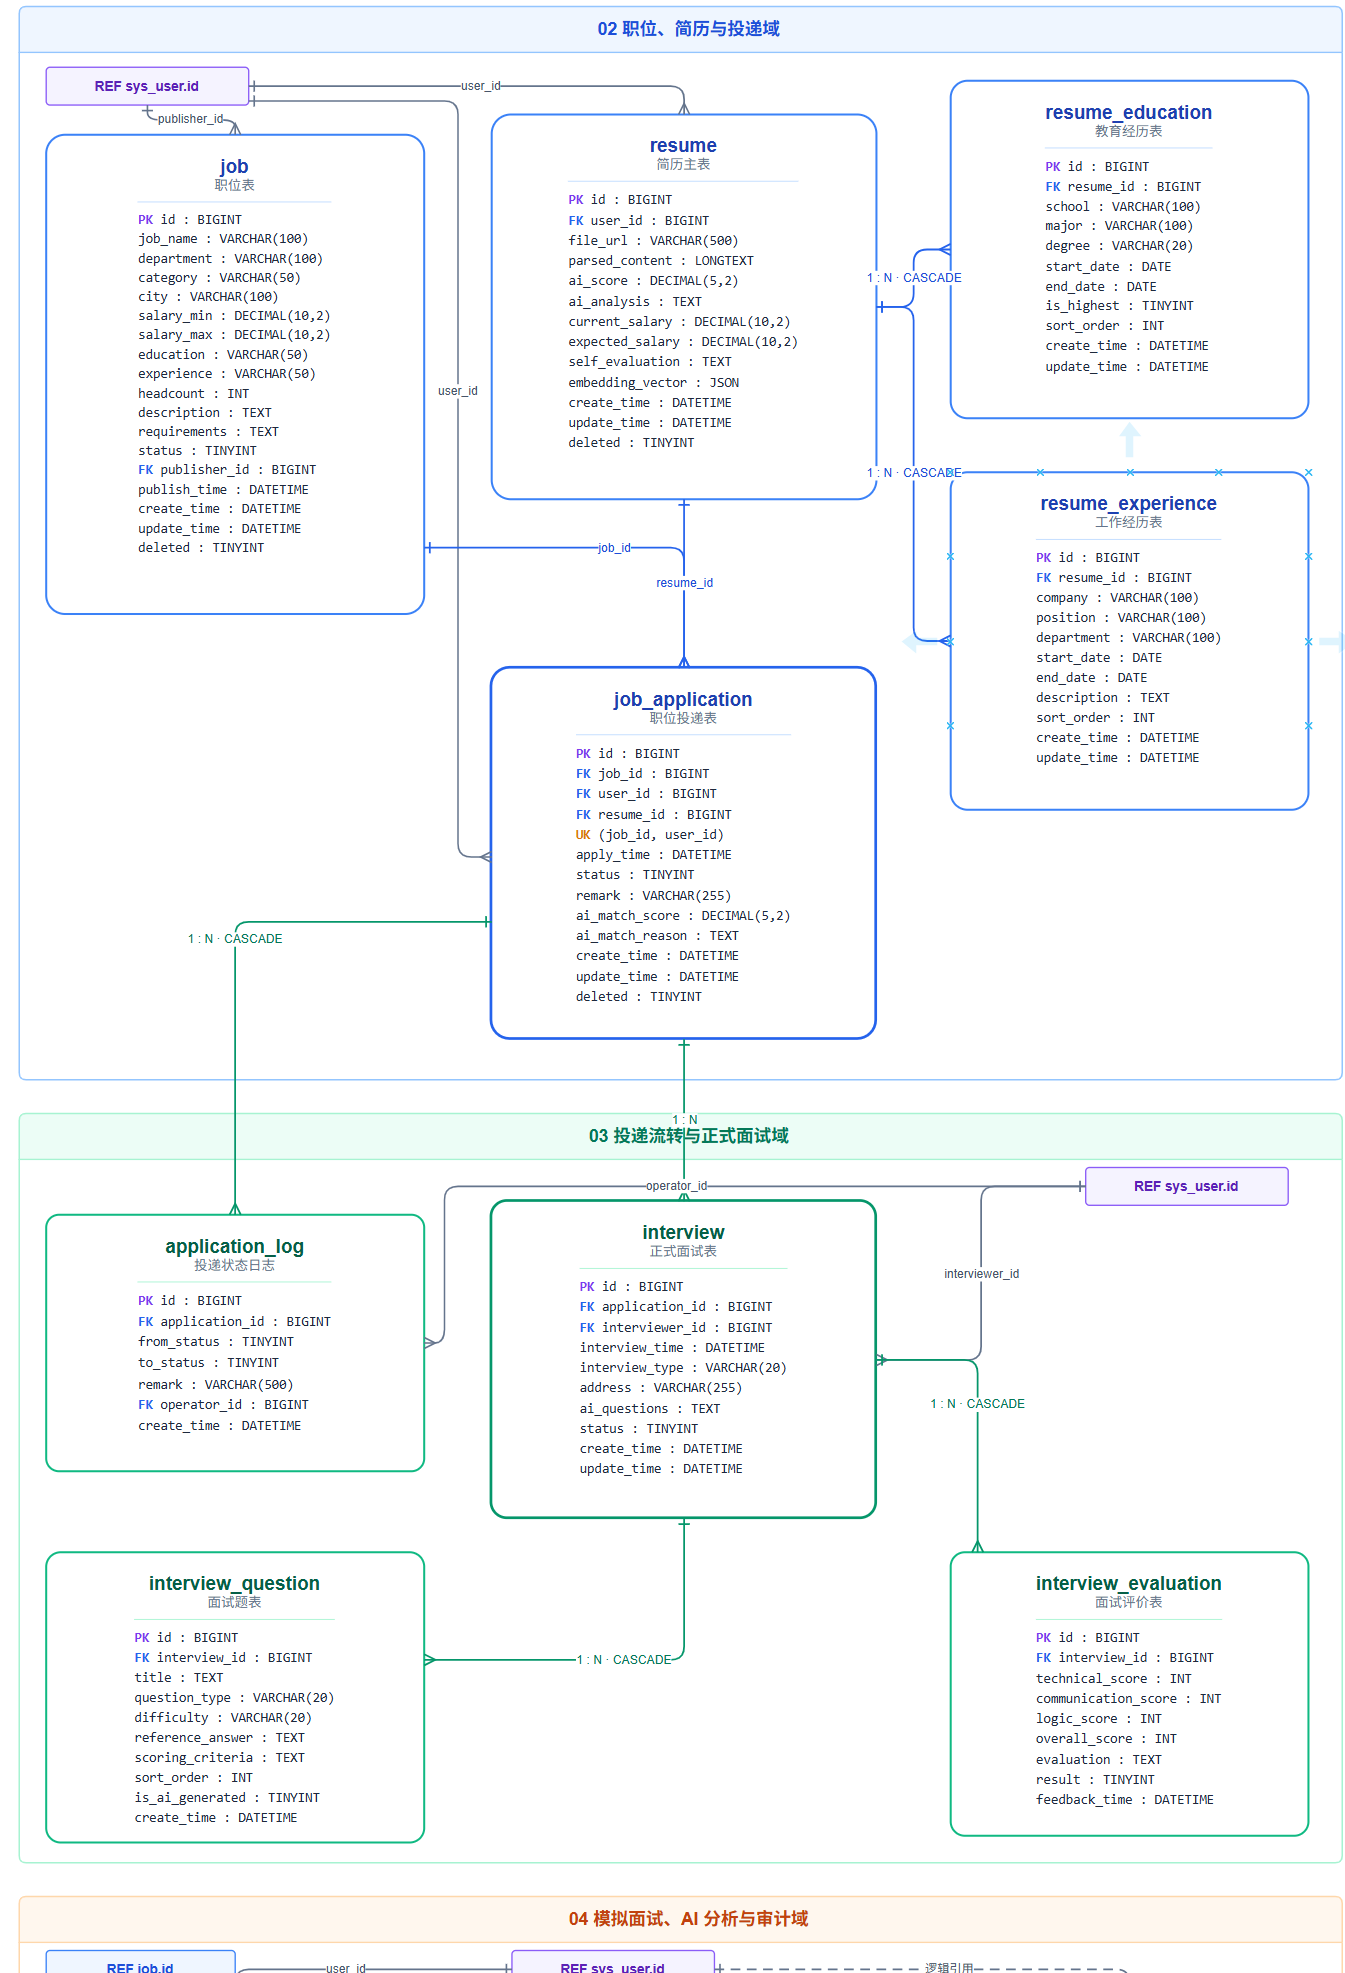 02 职位、简历与投递域
REF sys_user.id
user_id
publisher_id
job
职位表
PK id : BIGINT
job_name : VARCHAR(100)
department : VARCHAR(100)
category : VARCHAR(50)
city : VARCHAR(100)
salary_min : DECIMAL(10,2)
salary_max : DECIMAL(10,2)
education : VARCHAR(50)
experience : VARCHAR(50)
headcount : INT
description : TEXT
requirements : TEXT
status : TINYINT
FK publisher_id : BIGINT
publish_time : DATETIME
create_time : DATETIME
update_time : DATETIME
deleted : TINYINT
user_id
resume
简历主表
PK id : BIGINT
FK user_id : BIGINT
file_url : VARCHAR(500)
parsed_content : LONGTEXT
ai_score : DECIMAL(5,2)
ai_analysis : TEXT
current_salary : DECIMAL(10,2)
expected_salary : DECIMAL(10,2)
self_evaluation : TEXT
embedding_vector : JSON
create_time : DATETIME
update_time : DATETIME
deleted : TINYINT
1 : N · CASCADE
1 : N · CASCADE
resume_education
教育经历表
PK id : BIGINT
FK resume_id : BIGINT
school : VARCHAR(100)
major : VARCHAR(100)
degree : VARCHAR(20)
start_date : DATE
end_date : DATE
is_highest : TINYINT
sort_order : INT
create_time : DATETIME
update_time : DATETIME
resume_experience
工作经历表
PK id : BIGINT
FK resume_id : BIGINT
company : VARCHAR(100)
position : VARCHAR(100)
department : VARCHAR(100)
start_date : DATE
end_date : DATE
description : TEXT
sort_order : INT
create_time : DATETIME
update_time : DATETIME
job_id
resume_id
job_application
职位投递表
PK id : BIGINT
FK job_id : BIGINT
FK user_id : BIGINT
FK resume_id : BIGINT
UK (job_id, user_id)
apply_time : DATETIME
status : TINYINT
remark : VARCHAR(255)
ai_match_score : DECIMAL(5,2)
ai_match_reason : TEXT
create_time : DATETIME
update_time : DATETIME
deleted : TINYINT
1 : N · CASCADE
1 : N
03 投递流转与正式面试域
operator_id
REF sys_user.id
application_log
投递状态日志
PK id : BIGINT
FK application_id : BIGINT
from_status : TINYINT
to_status : TINYINT
remark : VARCHAR(500)
FK operator_id : BIGINT
create_time : DATETIME
interview
正式面试表
PK id : BIGINT
FK application_id : BIGINT
FK interviewer_id : BIGINT
interview_time : DATETIME
interview_type : VARCHAR(20)
address : VARCHAR(255)
ai_questions : TEXT
status : TINYINT
create_time : DATETIME
update_time : DATETIME
interviewer_id
1 : N · CASCADE
interview_question
面试题表
PK id : BIGINT
FK interview_id : BIGINT
title : TEXT
question_type : VARCHAR(20)
difficulty : VARCHAR(20)
reference_answer : TEXT
scoring_criteria : TEXT
sort_order : INT
is_ai_generated : TINYINT
create_time : DATETIME
1 : N · CASCADE
interview_evaluation
面试评价表
PK id : BIGINT
FK interview_id : BIGINT
technical_score : INT
communication_score : INT
logic_score : INT
overall_score : INT
evaluation : TEXT
result : TINYINT
feedback_time : DATETIME
04 模拟面试、AI 分析与审计域
REF job.id
user_id
REF sys_user.id
逻辑引用